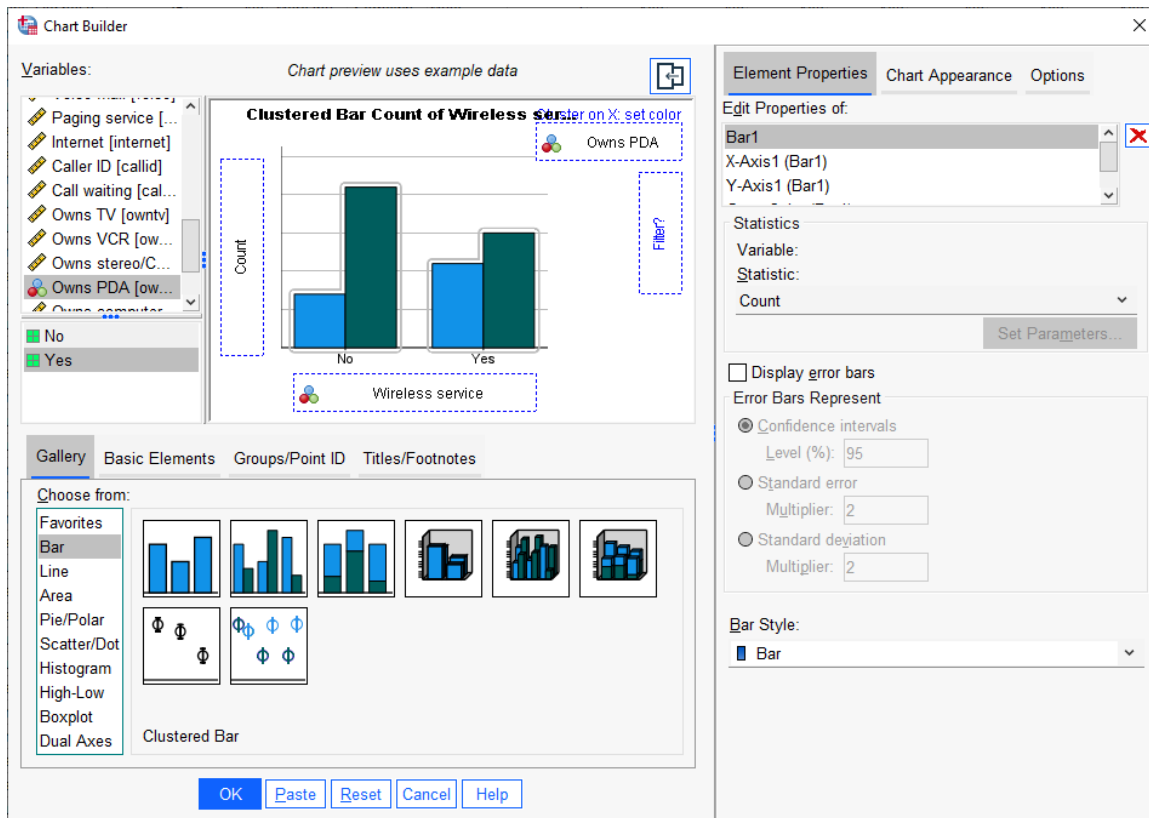 Chart Builder
Variables:
Chart preview uses example data
Paging service [...
Internet [internet]
Caller ID [callid]
Call waiting [cal...
Owns TV [owntv]
Owns VCR [ow...
Owns stereo/C...
Owns PDA [ow...
No
Yes
Clustered Bar Count of Wireless ser...
Cluster on X: set color
Owns PDA
Count
Filter?
No Yes
Wireless service
Gallery Basic Elements Groups/Point ID Titles/Footnotes
Choose from:
Favorites
Bar
Line
Area
Pie/Polar
Scatter/Dot
Histogram
High-Low
Boxplot
Dual Axes
Clustered Bar
OK Paste Reset Cancel Help
Element Properties Chart Appearance Options
Edit Properties of:
Bar1
X-Axis1 (Bar1)
Y-Axis1 (Bar1)
Statistics
Variable:
Statistic:
Count
Set Parameters...
Display error bars
Error Bars Represent
Confidence intervals
Level (%): 95
Standard error
Multiplier: 2
Standard deviation
Multiplier: 2
Bar Style:
Bar